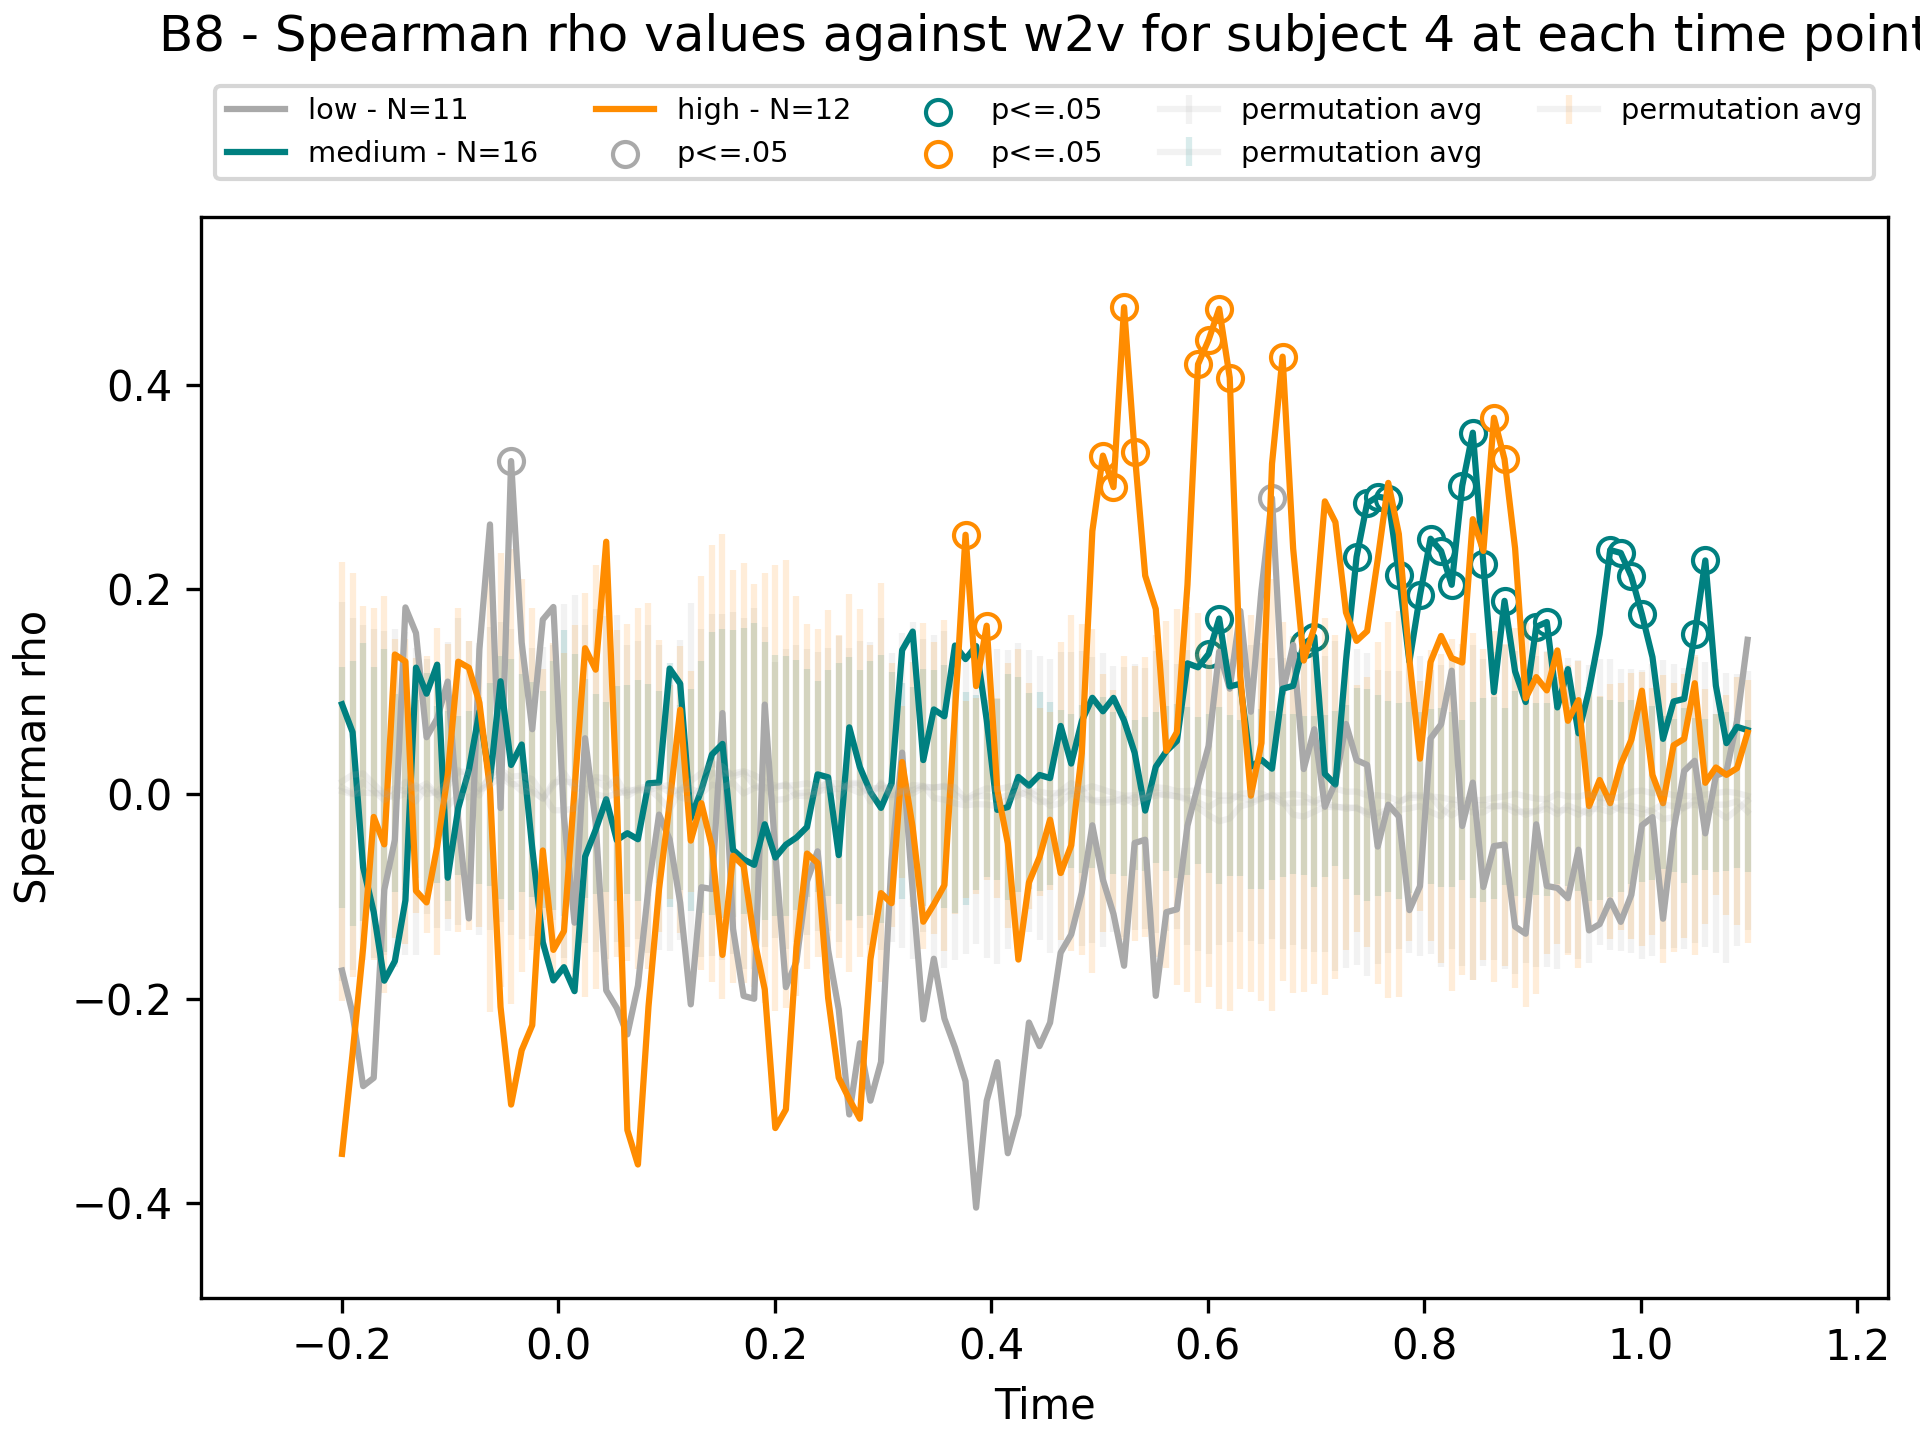 B8 - Spearman rho values against w2v for subject 4 at each time point
low - N=11 high - N=12 p<=.05 permutation avg permutation avg
medium - N=16 p<=.05 p<=.05 permutation avg
Spearman rho
0.4
0.2
0.0
−0.2
−0.4
−0.2 0.0 0.2 0.4 0.6 0.8 1.0 1.2
Time